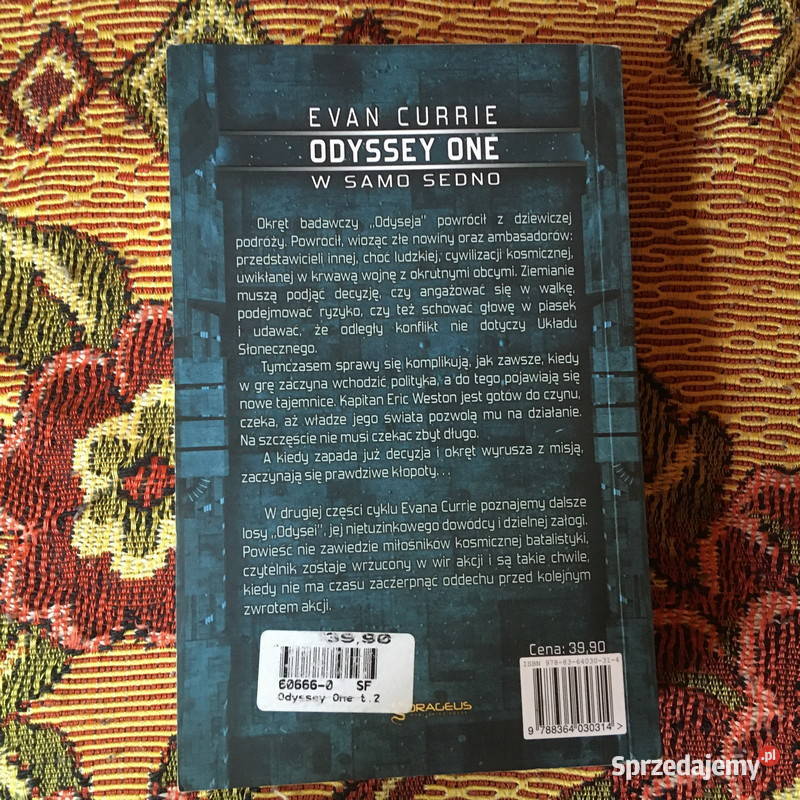 EVAN CURRIE
ODYSSEY ONE
W SAMO SEDNO
Okręt badawczy „Odyseja” powrócił z dziewiczej
podróży. Powrócił, wioząc złe nowiny oraz ambasadorów:
przedstawicieli innej, choć ludzkiej, cywilizacji kosmicznej,
uwikłanej w krwawą wojnę z okrutnymi obcymi. Ziemianie
muszą podjąć decyzję, czy angażować się w walkę,
podejmować ryzyko, czy też schować głowę w piasek
i udawać, że odległy konflikt nie dotyczy Układu
Słonecznego.
Tymczasem sprawy się komplikują, jak zawsze, kiedy
w grę zaczyna wchodzić polityka, a do tego pojawiają się
nowe tajemnice. Kapitan Eric Weston jest gotów do czynu,
czeka, aż władze jego świata pozwolą mu na działanie.
Na szczęście nie musi czekac zbyt długo.
A kiedy zapada już decyzja i okręt wyrusza z misją,
zaczynają się prawdziwe kłopoty...
W drugiej części cyklu Evana Currie poznajemy dalsze
losy „Odysei”, jej nietuzinkowego dowódcy i dzielnej załogi.
Powieść nie zawiedzie miłośników kosmicznej batalistyki,
czytelnik zostaje wrzucony w wir akcji i są takie chwile,
kiedy nie ma czasu zaczerpnąć oddechu przed kolejnym
zwrotem akcji.
39,90
60666-0 SF
Odyssey One t.2
DRAGEUS
Cena: 39,90
ISBN 978-83-64030-31-4
9 788364 030314 >
Sprzedajemy.pl